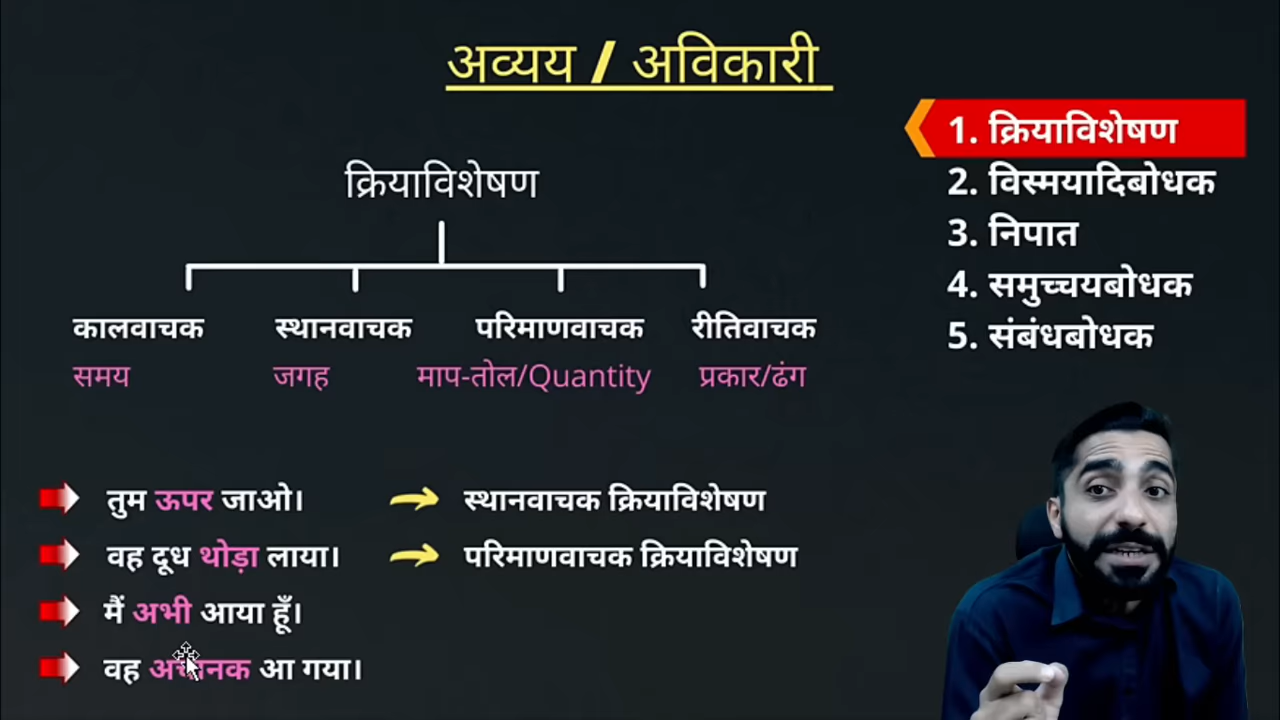 अव्यय / अविकारी
1. क्रियाविशेषण
2. विस्मयादिबोधक
3. निपात
4. समुच्चयबोधक
5. संबंधबोधक
क्रियाविशेषण
कालवाचक स्थानवाचक परिमाणवाचक रीतिवाचक
समय जगह माप-तोल/Quantity प्रकार/ढंग
तुम ऊपर जाओ। स्थानवाचक क्रियाविशेषण
वह दूध थोड़ा लाया। परिमाणवाचक क्रियाविशेषण
मैं अभी आया हूँ।
वह अचानक आ गया।